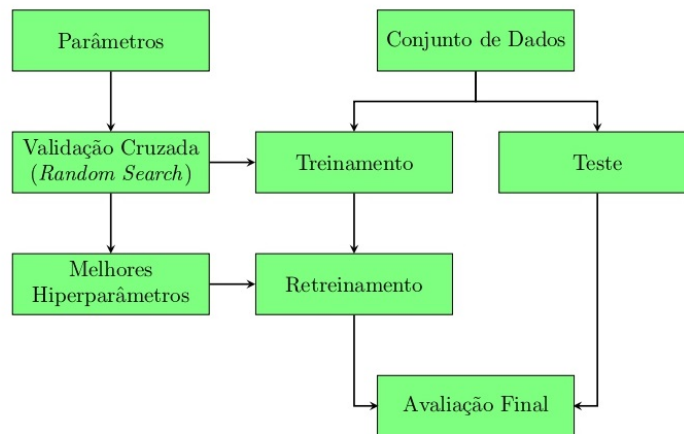 Parâmetros
Conjunto de Dados
Validação Cruzada
(Random Search)
Treinamento
Teste
Melhores
Hiperparâmetros
Retreinamento
Avaliação Final